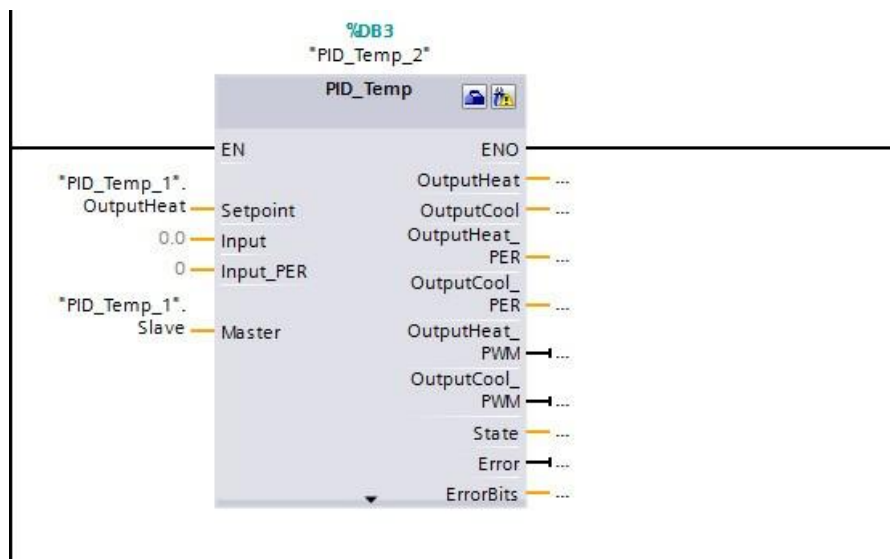 %DB3
"PID_Temp_2"
PID_Temp
EN
ENO
OutputHeat
...
"PID_Temp_1".
OutputHeat
Setpoint
OutputCool
...
0.0
Input
OutputHeat_
PER
...
0
Input_PER
OutputCool_
PER
...
"PID_Temp_1".
Slave
Master
OutputHeat_
PWM
...
OutputCool_
PWM
...
State
...
Error
...
ErrorBits
...